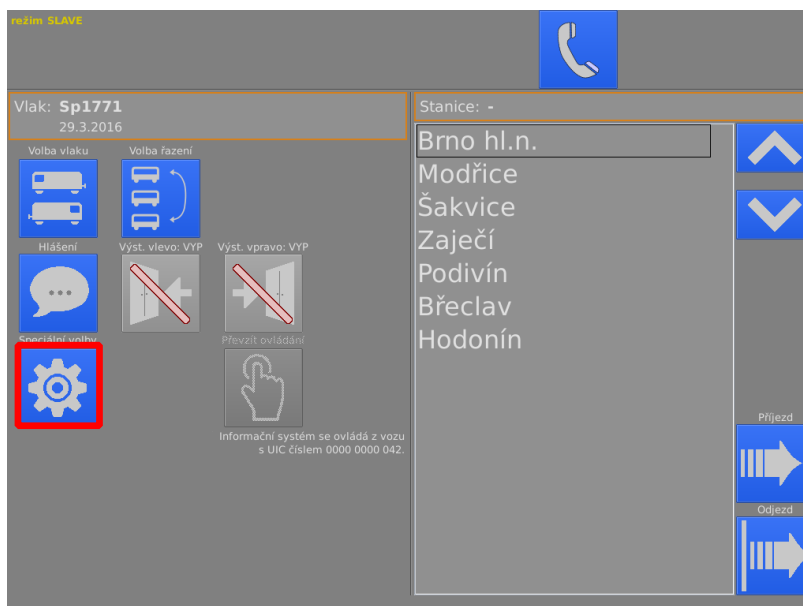 režim SLAVE
Vlak: Sp1771
29.3.2016
Volba vlaku
Volba řazení
Hlášení
Výst. vlevo: VYP
Výst. vpravo: VYP
Speciální volby
Převzít ovládání
Informační systém se ovládá z vozu
s UIC číslem 0000 0000 042.
Stanice: -
Brno hl.n.
Modřice
Šakvice
Zaječí
Podivín
Břeclav
Hodonín
Příjezd
Odjezd